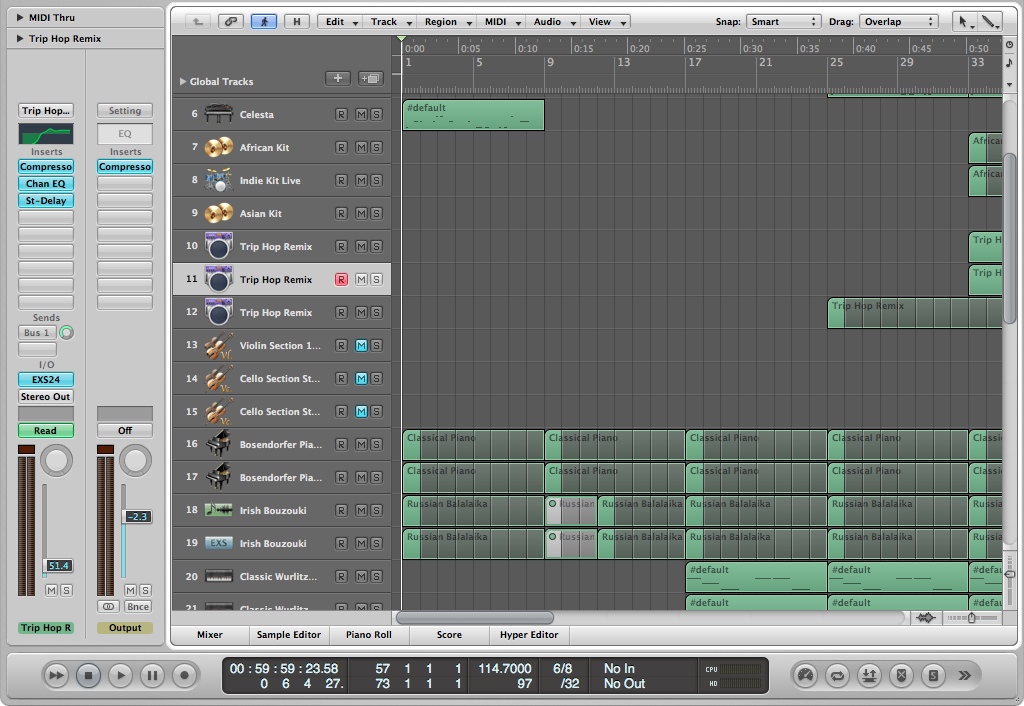 MIDI Thru
Trip Hop Remix
Edit Track Region MIDI Audio View Snap: Smart Drag: Overlap
H
0:00 0:05 0:10 0:15 0:20 0:25 0:30 0:35 0:40 0:45 0:50
1 5 9 13 17 21 25 29 33
Global Tracks
Trip Hop... Setting
EQ
Inserts Inserts
Compresso Compresso
Chan EQ
St-Delay
Sends
Bus 1
I/O
EXS24
Stereo Out
Read Off
-2.3
51.4
M S M S
Bnce
Trip Hop R Output
6 Celesta R M S #default
7 African Kit R M S African
8 Indie Kit Live R M S African
9 Asian Kit R M S
10 Trip Hop Remix R M S Trip H
11 Trip Hop Remix R M S Trip H
12 Trip Hop Remix R M S Trip Hop Remix
13 Violin Section 1... R M S
14 Cello Section St... R M S
15 Cello Section St... R M S
16 Bosendorfer Pia... R M S Classical Piano Classical Piano Classical Piano Classical Piano Classi
17 Bosendorfer Pia... R M S Classical Piano Classical Piano Classical Piano Classical Piano Classi
18 Irish Bouzouki R M S Russian Balalaika Russian Russian Balalaika Russian Balalaika Russian Balalaika Russi
19 EXS Irish Bouzouki R M S Russian Balalaika Russian Russian Balalaika Russian Balalaika Russian Balalaika Russi
20 Classic Wurlitz... R M S #default #default #defau
21 Classic Wurlitz... R M S #default #default #defau
Mixer Sample Editor Piano Roll Score Hyper Editor
00 : 59 : 59 : 23.58 57 1 1 1 114.7000 6/8 No In CPU
0 6 4 27. 73 1 1 1 97 /32 No Out HD
S